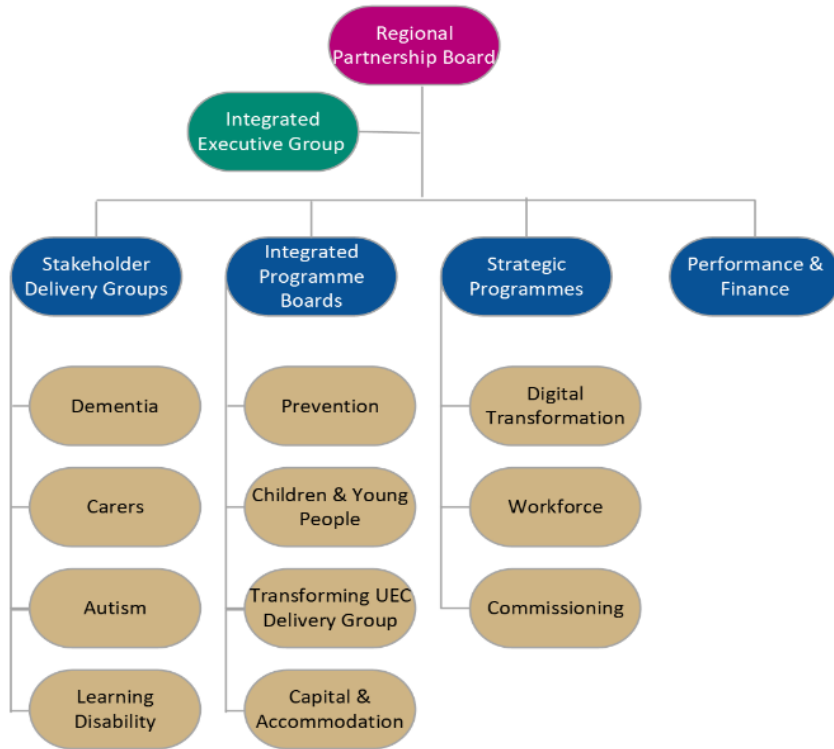 Regional
Partnership Board
Integrated
Executive Group
Stakeholder
Delivery Groups
Integrated
Programme
Boards
Strategic
Programmes
Performance &
Finance
Dementia
Prevention
Digital
Transformation
Carers
Children & Young
People
Workforce
Autism
Transforming UEC
Delivery Group
Commissioning
Learning
Disability
Capital &
Accommodation